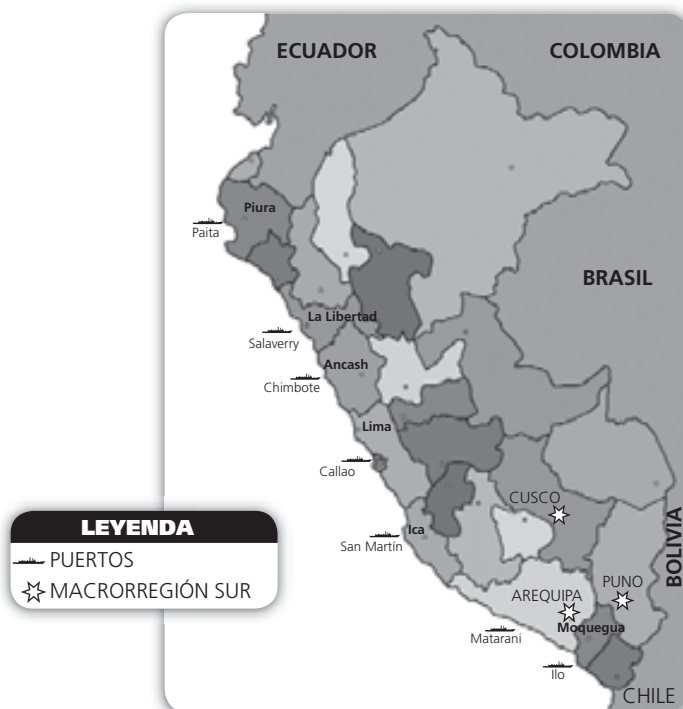 ECUADOR
COLOMBIA
Piura
Paita
BRASIL
La Libertad
Salaverry
Ancash
Chimbote
Lima
Callao
CUSCO
LEYENDA
PUERTOS
MACRORREGIÓN SUR
Ica
San Martín
BOLIVIA
PUNO
AREQUIPA
Moquegua
Matarani
Ilo
CHILE